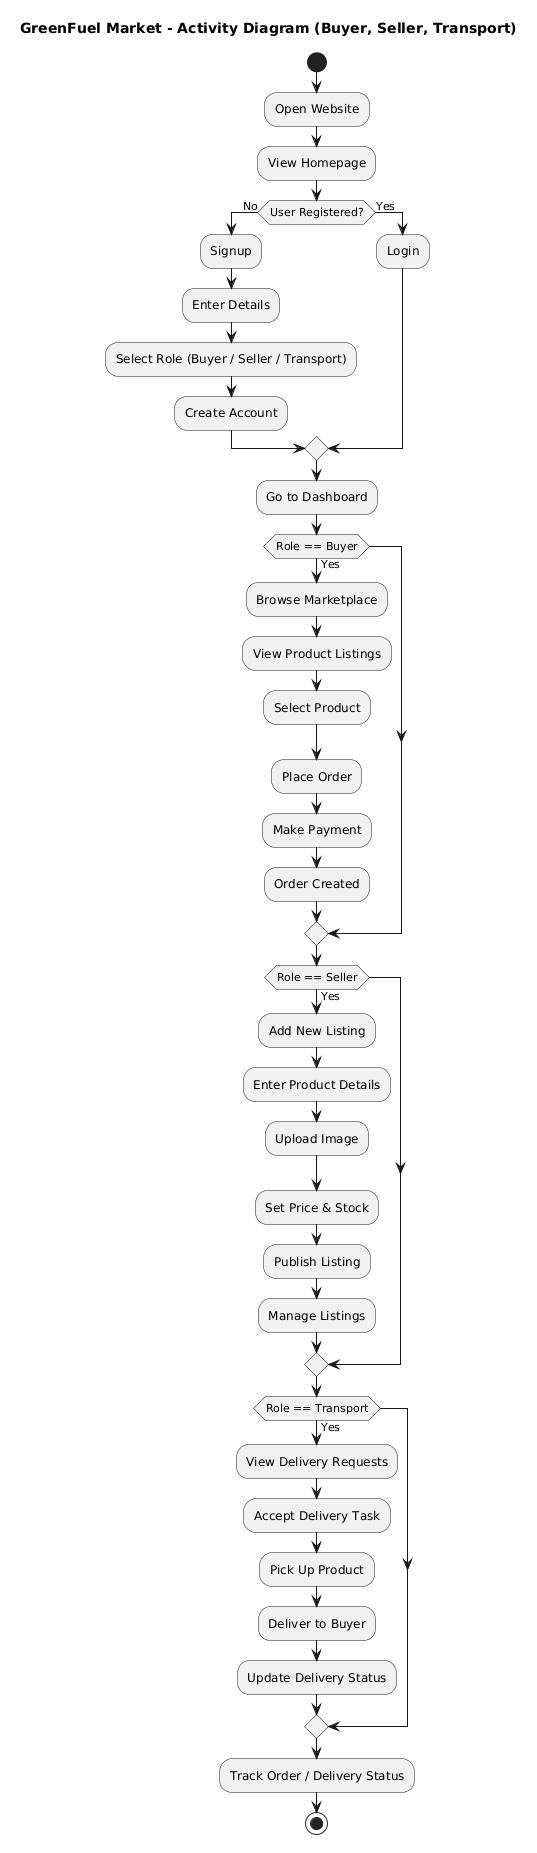 GreenFuel Market - Activity Diagram (Buyer, Seller, Transport)
Open Website
View Homepage
User Registered?
No
Yes
Signup
Login
Enter Details
Select Role (Buyer / Seller / Transport)
Create Account
Go to Dashboard
Role == Buyer
Yes
Browse Marketplace
View Product Listings
Select Product
Place Order
Make Payment
Order Created
Role == Seller
Yes
Add New Listing
Enter Product Details
Upload Image
Set Price & Stock
Publish Listing
Manage Listings
Role == Transport
Yes
View Delivery Requests
Accept Delivery Task
Pick Up Product
Deliver to Buyer
Update Delivery Status
Track Order / Delivery Status